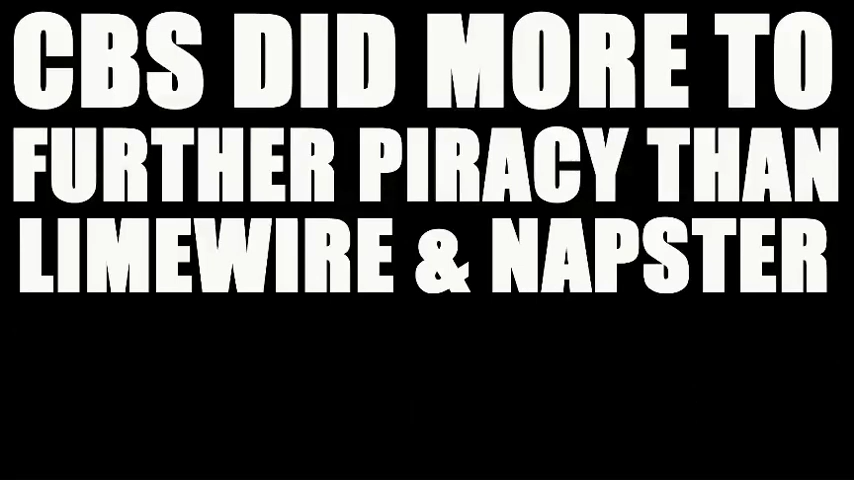 CBS DID MORE TO
FURTHER PIRACY THAN
LIMEWIRE & NAPSTER